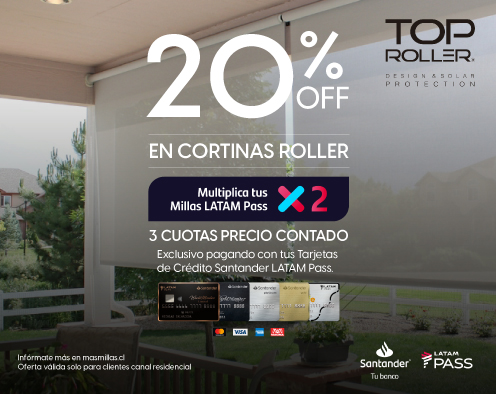 20% OFF
TOP
ROLLER®
DESIGN & SOLAR
PROTECTION
EN CORTINAS ROLLER
Multiplica tus
Millas LATAM Pass
X2
3 CUOTAS PRECIO CONTADO
Exclusivo pagando con tus Tarjetas
de Crédito Santander LATAM Pass.
VISA
Infórmate más en masmillas.cl
Oferta válida solo para clientes canal residencial
Santander
Tu banco
LATAM
PASS